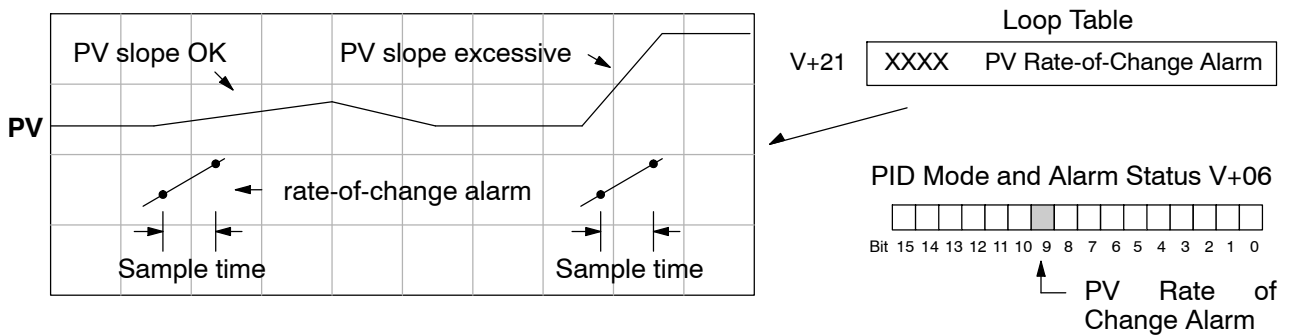 Loop Table
PV slope OK
PV slope excessive
V+21
XXXX PV Rate-of-Change Alarm
PV
rate-of-change alarm
Sample time
Sample time
PID Mode and Alarm Status V+06
Bit 15 14 13 12 11 10 9 8 7 6 5 4 3 2 1 0
PV Rate of
Change Alarm